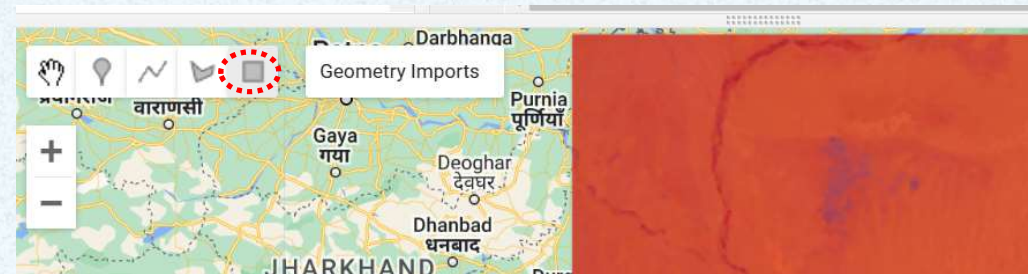 Darbhanga
Geometry Imports
वाराणसी
Purnia
पूर्णियाँ
Gaya
गया
+
Deoghar
देवघर
−
Dhanbad
धनबाद
JHARKHAND